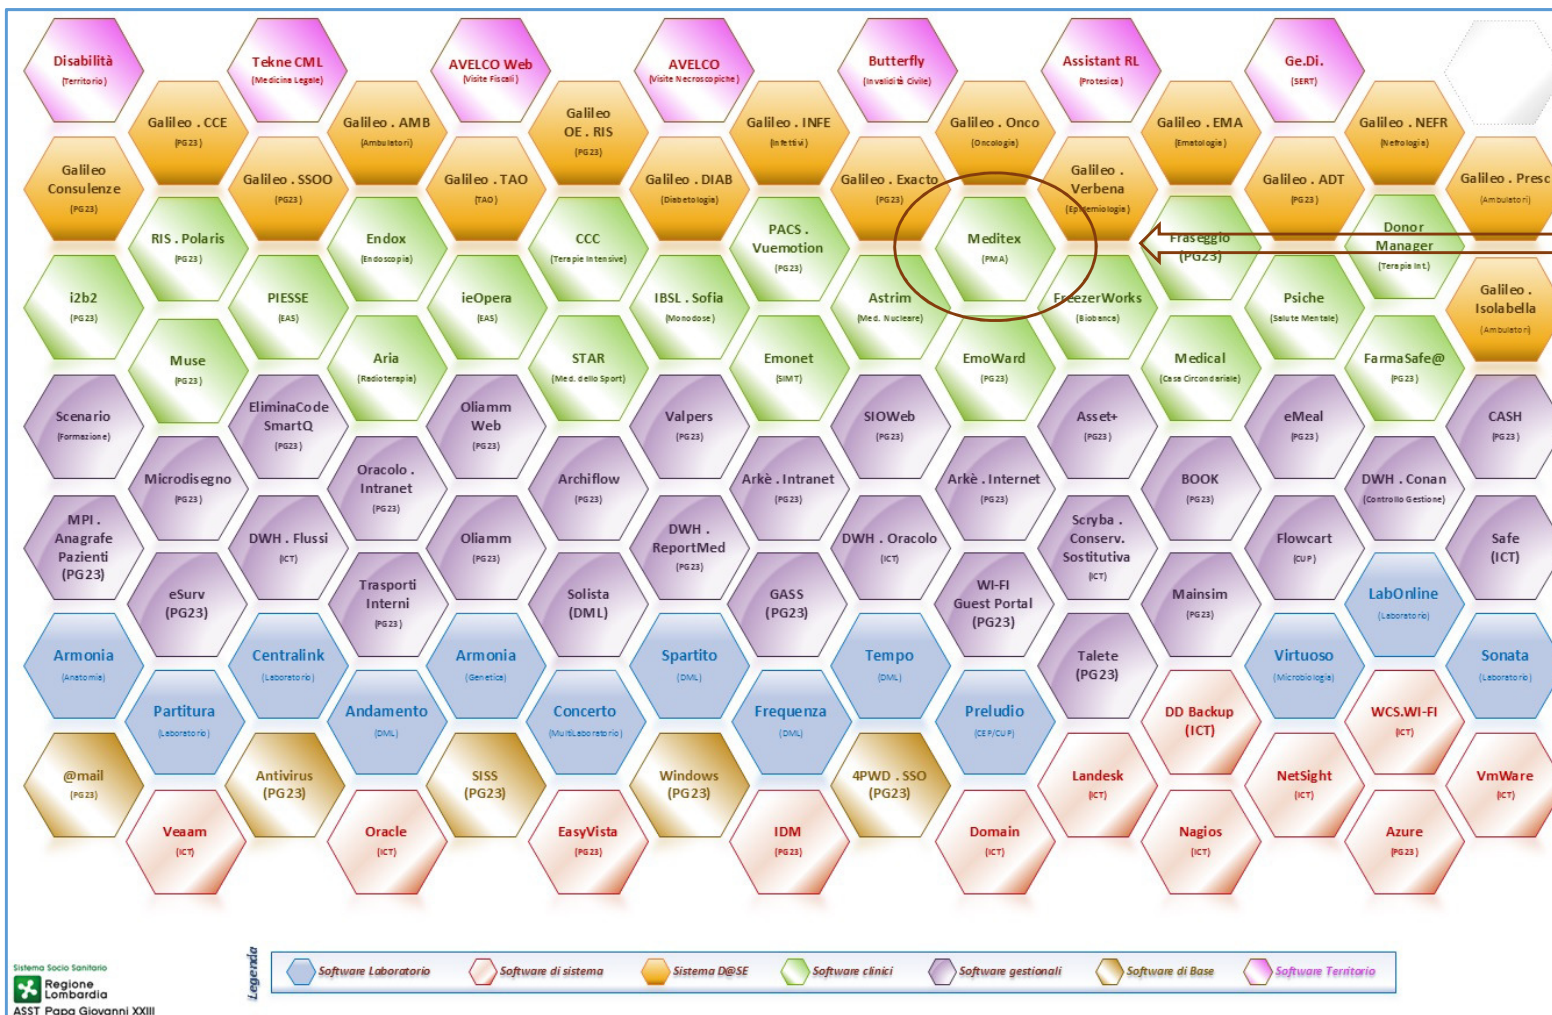 Disabilità
(Territorio)
Tekne CML
(Medicina Legale)
AVELCO Web
(Visite Fiscali)
AVELCO
(Visite Necroscopiche)
Butterfly
(Invalidità Civile)
Assistant RL
(Protesica)
Ge.Di.
(SERT)
Galileo . CCE
(PG23)
Galileo . AMB
(Ambulatori)
Galileo
OE . RIS
(PG23)
Galileo . INFE
(Infettivi)
Galileo . Onco
(Oncologia)
Galileo . EMA
(Ematologia)
Galileo . NEFR
(Nefrologia)
Galileo
Consulenze
(PG23)
Galileo . SSOO
(PG23)
Galileo . TAO
(TAO)
Galileo . DIAB
(Diabetologia)
Galileo . Exacto
(PG23)
Galileo .
Verbena
(Epidemiologia)
Galileo . ADT
(PG23)
Galileo . Presc
(Ambulatori)
RIS . Polaris
(PG23)
Endox
(Endoscopia)
CCC
(Terapie Intensive)
PACS .
Vuemotion
(PG23)
Meditex
(PMA)
Fraseggio
(PG23)
Donor
Manager
(Terapia Int.)
i2b2
(PG23)
PIESSE
(EAS)
ieOpera
(EAS)
IBSL . Sofia
(Monodose)
Astrim
(Med. Nucleare)
FreezerWorks
(Biobanca)
Psiche
(Salute Mentale)
Galileo .
Isolabella
(Ambulatori)
Muse
(PG23)
Aria
(Radioterapia)
STAR
(Med. dello Sport)
Emonet
(SIMT)
EmoWard
(PG23)
Medical
(Casa Circondariale)
FarmaSafe@
(PG23)
Scenario
(Formazione)
EliminaCode
SmartQ
(PG23)
Oliamm
Web
(PG23)
Valpers
(PG23)
SIOWeb
(PG23)
Asset+
(PG23)
eMeal
(PG23)
CASH
(PG23)
Microdisegno
(PG23)
Oracolo .
Intranet
(PG23)
Archiflow
(PG23)
Arkè . Intranet
(PG23)
Arkè . Internet
(PG23)
BOOK
(PG23)
DWH . Conan
(Controllo Gestione)
MPI .
Anagrafe
Pazienti
(PG23)
DWH . Flussi
(ICT)
Oliamm
(PG23)
DWH .
ReportMed
(PG23)
DWH . Oracolo
(ICT)
Scryba .
Conserv.
Sostitutiva
(ICT)
Flowcart
(CUP)
Safe
(ICT)
eSurv
(PG23)
Trasporti
Interni
(PG23)
Solista
(DML)
GASS
(PG23)
WI-FI
Guest Portal
(PG23)
Mainsim
(PG23)
LabOnline
(Laboratorio)
Armonia
(Anatomia)
Centralink
(Laboratorio)
Armonia
(Genetica)
Spartito
(DML)
Tempo
(DML)
Talete
(PG23)
Virtuoso
(Microbiologia)
Sonata
(Laboratorio)
Partitura
(Laboratorio)
Andamento
(DML)
Concerto
(MultiLaboratorio)
Frequenza
(DML)
Preludio
(CEP/CUP)
DD Backup
(ICT)
WCS.WI-FI
(ICT)
@mail
(PG23)
Antivirus
(PG23)
SISS
(PG23)
Windows
(PG23)
4PWD . SSO
(PG23)
Landesk
(ICT)
NetSight
(ICT)
VmWare
(ICT)
Veaam
(ICT)
Oracle
(ICT)
EasyVista
(PG23)
IDM
(PG23)
Domain
(ICT)
Nagios
(ICT)
Azure
(PG23)
Legenda
Software Laboratorio
Software di sistema
Sistema D@SE
Software clinici
Software gestionali
Software di Base
Software Territorio
Sistema Socio Sanitario
Regione
Lombardia
ASST Papa Giovanni XXIII